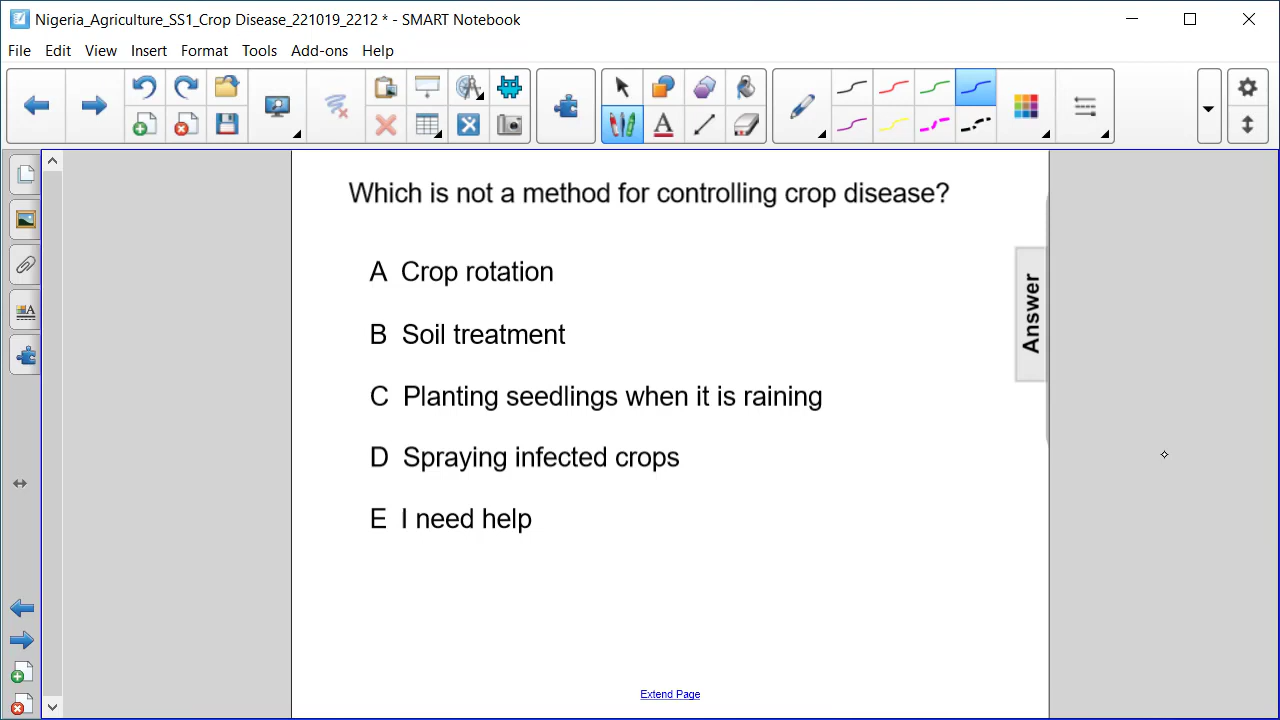 Nigeria_Agriculture_SS1_Crop Disease_221019_2212 * - SMART Notebook
File Edit View Insert Format Tools Add-ons Help
Which is not a method for controlling crop disease?
A Crop rotation
B Soil treatment
C Planting seedlings when it is raining
D Spraying infected crops
E I need help
Answer
Extend Page